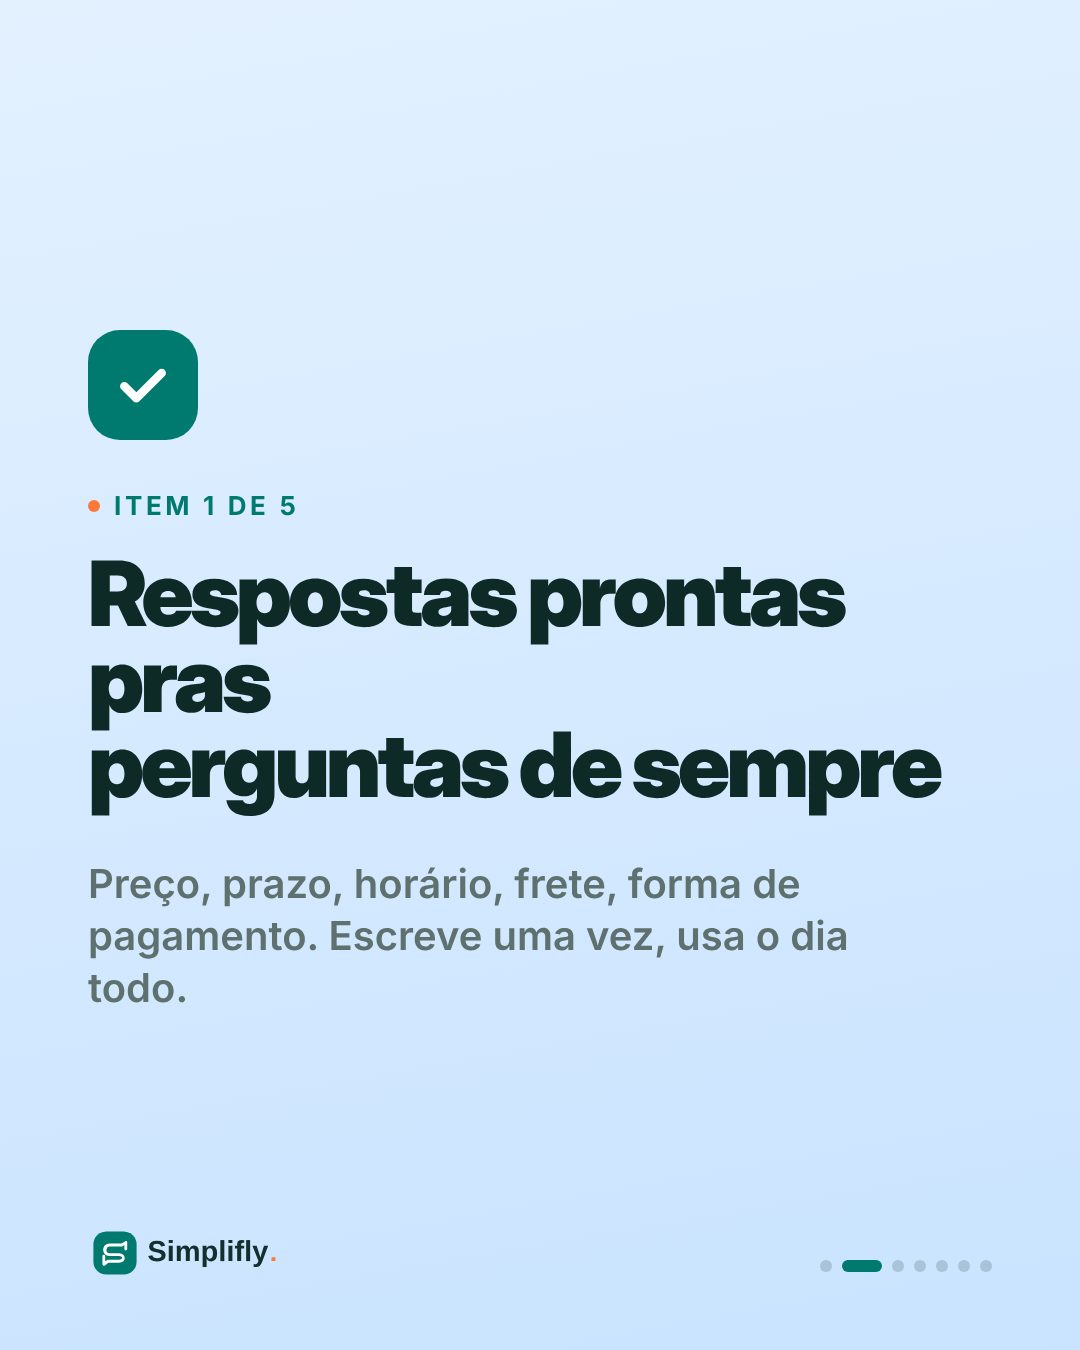 ITEM 1 DE 5
Respostas prontas
pras
perguntas de sempre
Preço, prazo, horário, frete, forma de
pagamento. Escreve uma vez, usa o dia
todo.
Simplifly.